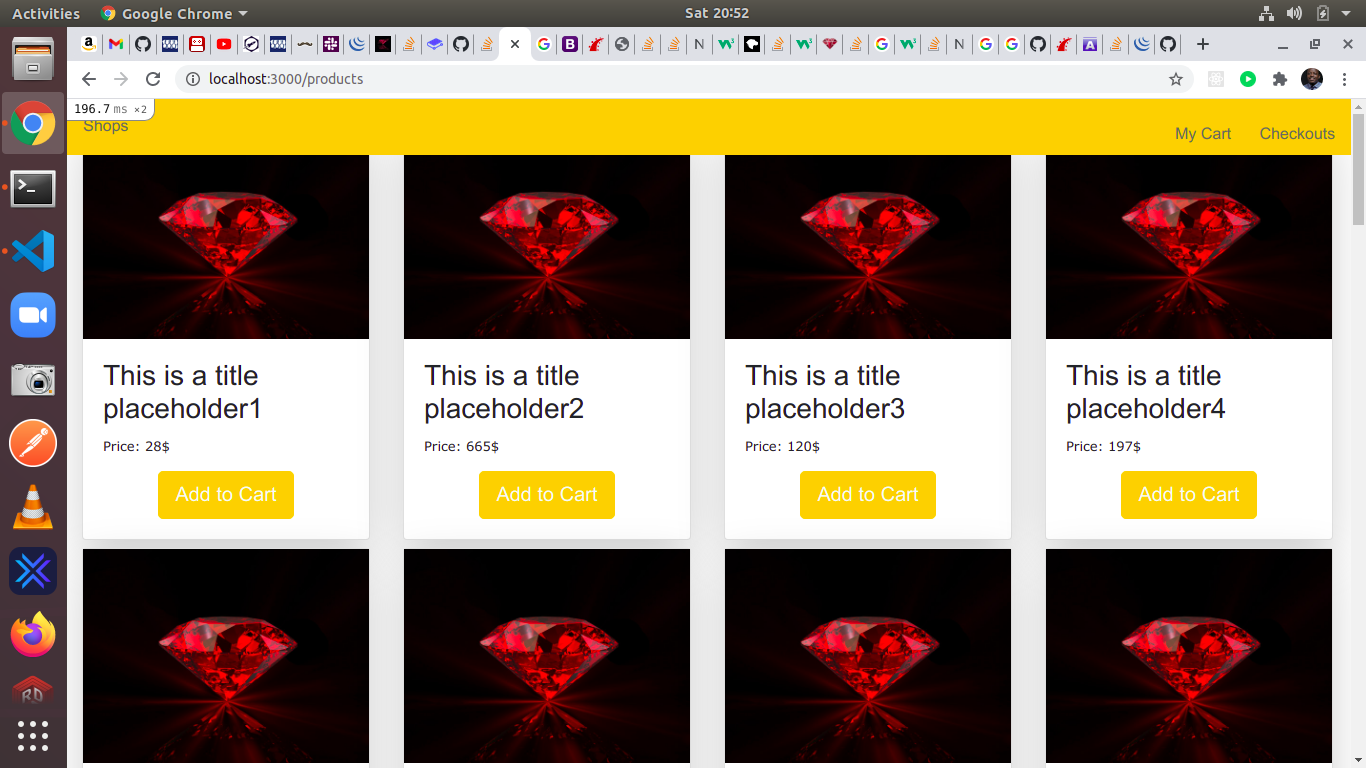 Activities
Google Chrome
Sat 20:52
localhost:3000/products
196.7 ms ×2
Shops
My Cart
Checkouts
This is a title
placeholder1
Price: 28$
Add to Cart
This is a title
placeholder2
Price: 665$
Add to Cart
This is a title
placeholder3
Price: 120$
Add to Cart
This is a title
placeholder4
Price: 197$
Add to Cart